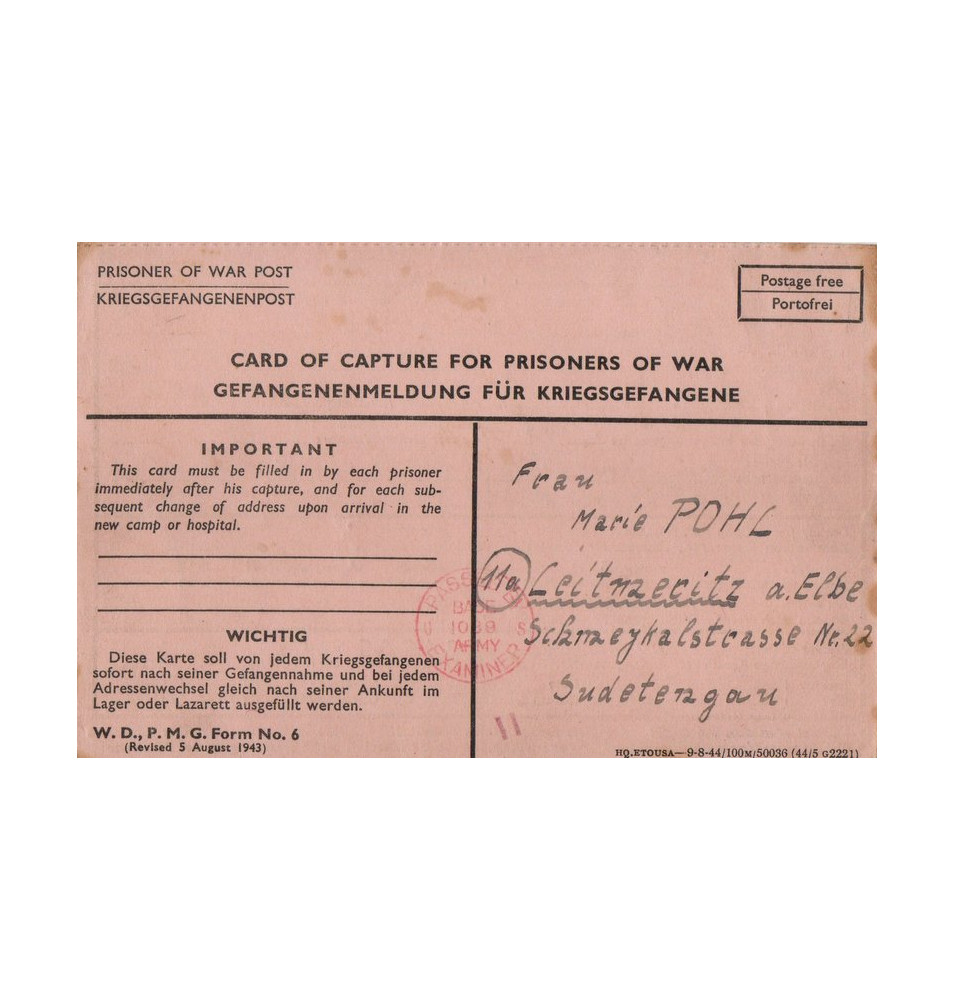 PRISONER OF WAR POST
KRIEGSGEFANGENENPOST
Postage free
Portofrei
CARD OF CAPTURE FOR PRISONERS OF WAR
GEFANGENENMELDUNG FÜR KRIEGSGEFANGENE
IMPORTANT
This card must be filled in by each prisoner
immediately after his capture, and for each sub-
sequent change of address upon arrival in the
new camp or hospital.
WICHTIG
Diese Karte soll von jedem Kriegsgefangenen
sofort nach seiner Gefangennahme und bei jedem
Adressenwechsel gleich nach seiner Ankunft im
Lager oder Lazarett ausgefüllt werden.
W. D., P. M. G. Form No. 6
(Revised 5 August 1943)
Frau
Marie POHL
11a Leitmeritz a. Elbe
Schmeykalstrasse Nr. 22
Sudetengau
PASSED BY
BASE
U 1089 S
ARMY
EXAMINER
11
HQ.ETOUSA—9-8-44/100M/50036 (44/5 G2221)